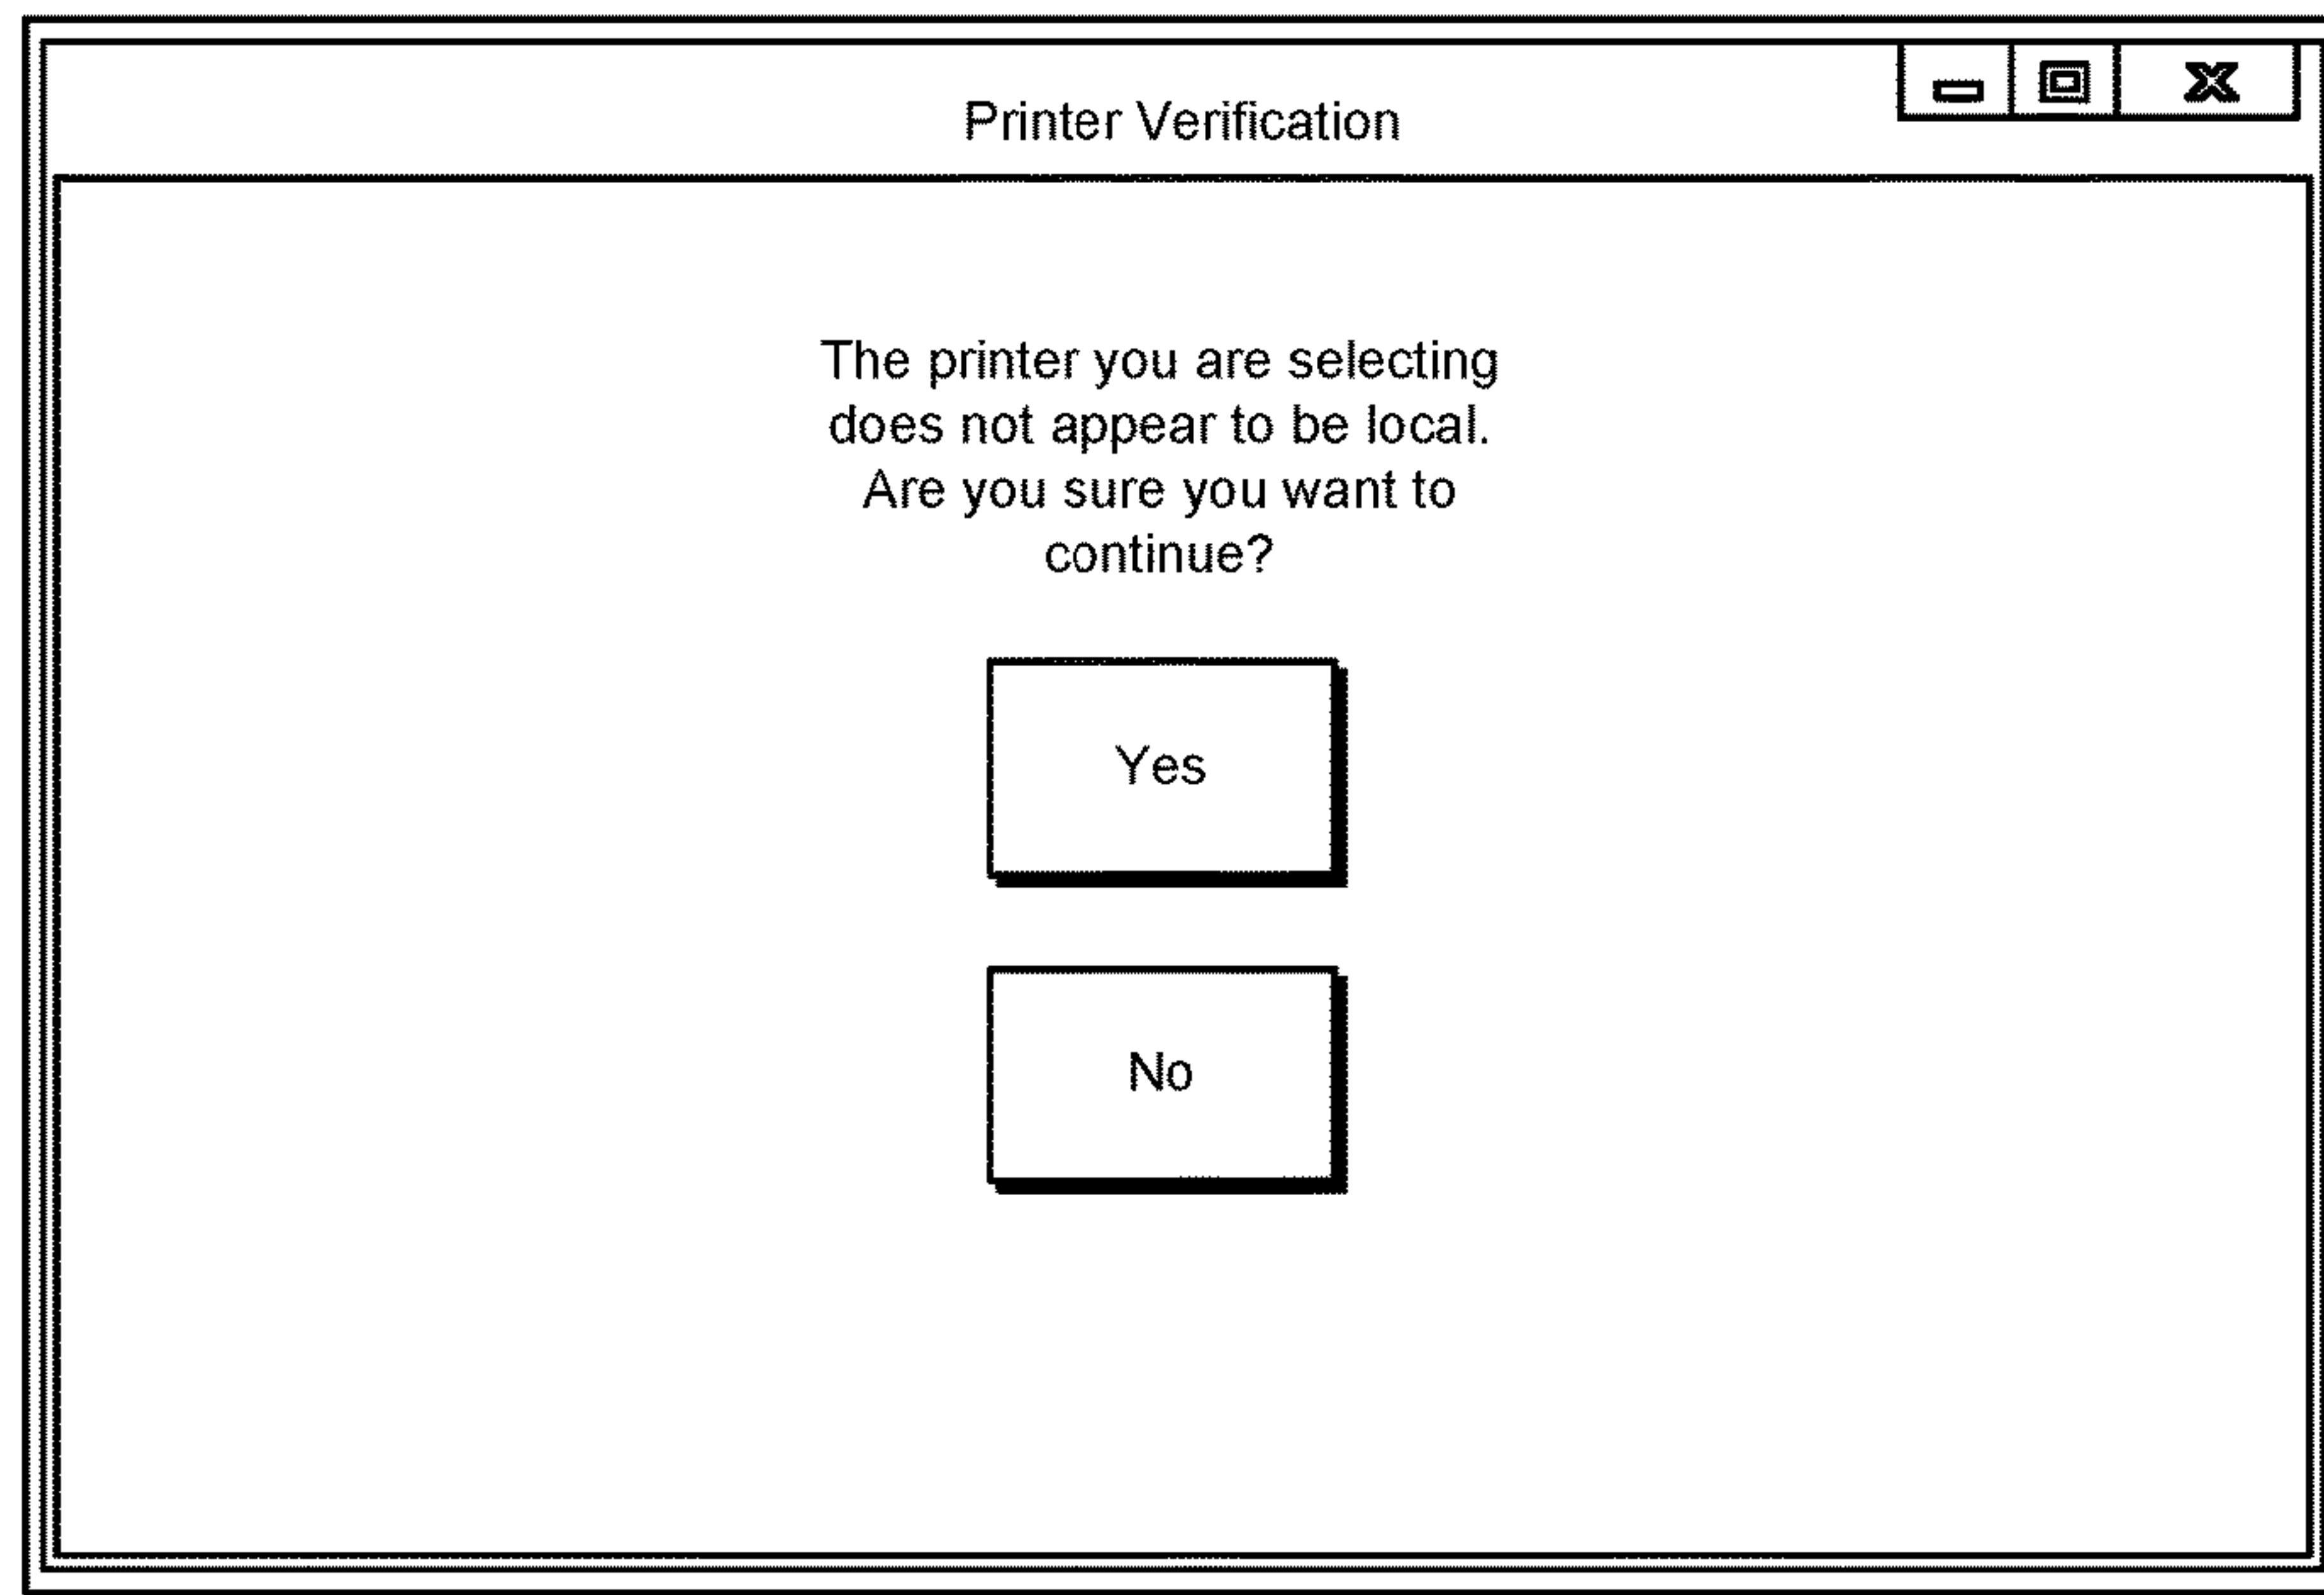 Printer Verification
The printer you are selecting
does not appear to be local.
Are you sure you want to
continue?
Yes
No